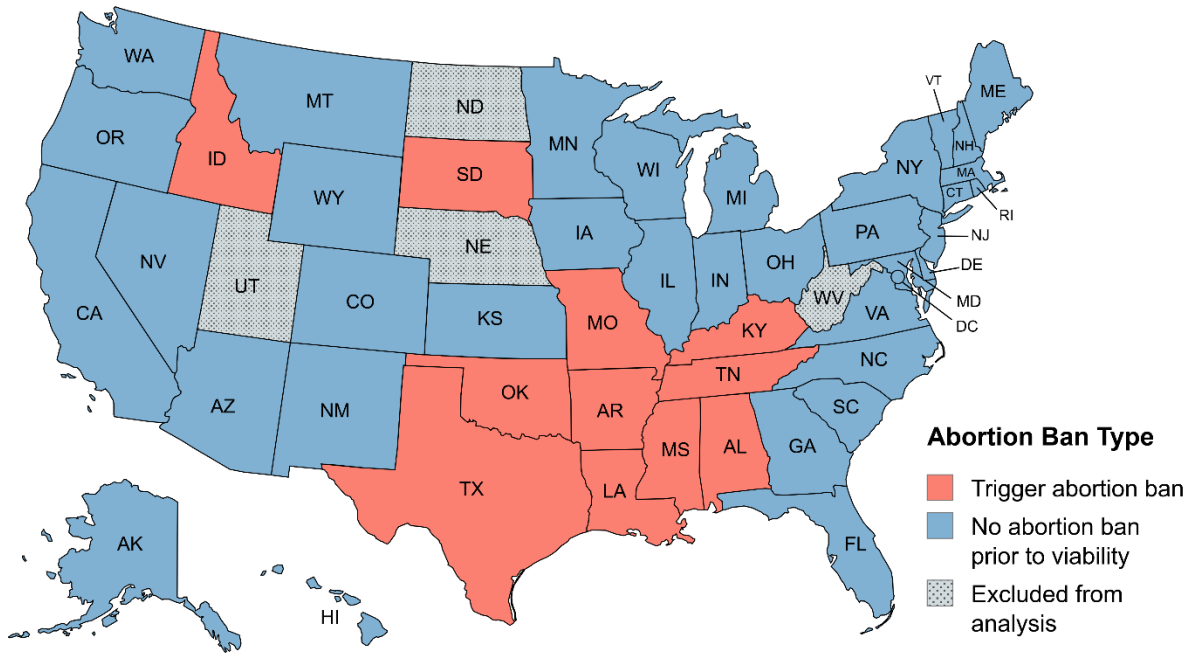 WA
MT
ND
MN
VT
ME
OR
ID
SD
WI
MI
NY
NH
MA
CT
RI
WY
IA
PA
NJ
NE
NV
UT
CO
IL
IN
OH
DE
WV
MD
DC
CA
KS
MO
KY
VA
AZ
NM
OK
AR
TN
NC
SC
TX
LA
MS
AL
GA
FL
AK
HI
Abortion Ban Type
Trigger abortion ban
No abortion ban
prior to viability
Excluded from
analysis